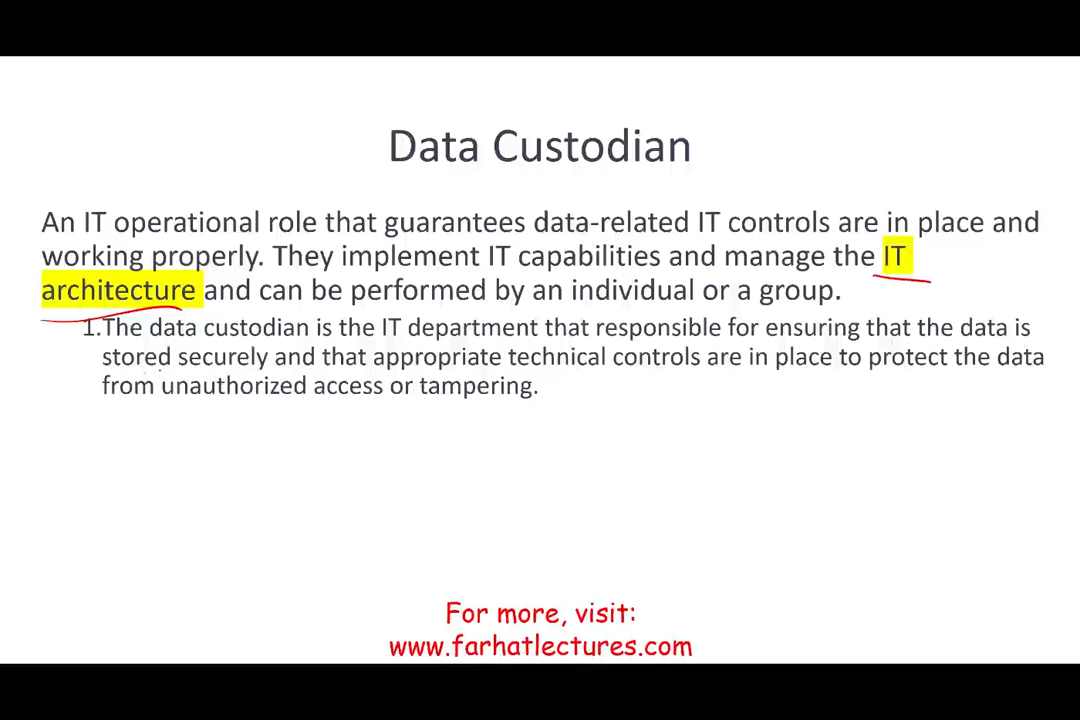 Data Custodian
An IT operational role that guarantees data-related IT controls are in place and
working properly. They implement IT capabilities and manage the IT
architecture and can be performed by an individual or a group.
1.The data custodian is the IT department that responsible for ensuring that the data is
stored securely and that appropriate technical controls are in place to protect the data
from unauthorized access or tampering.
For more, visit:
www.farhatlectures.com